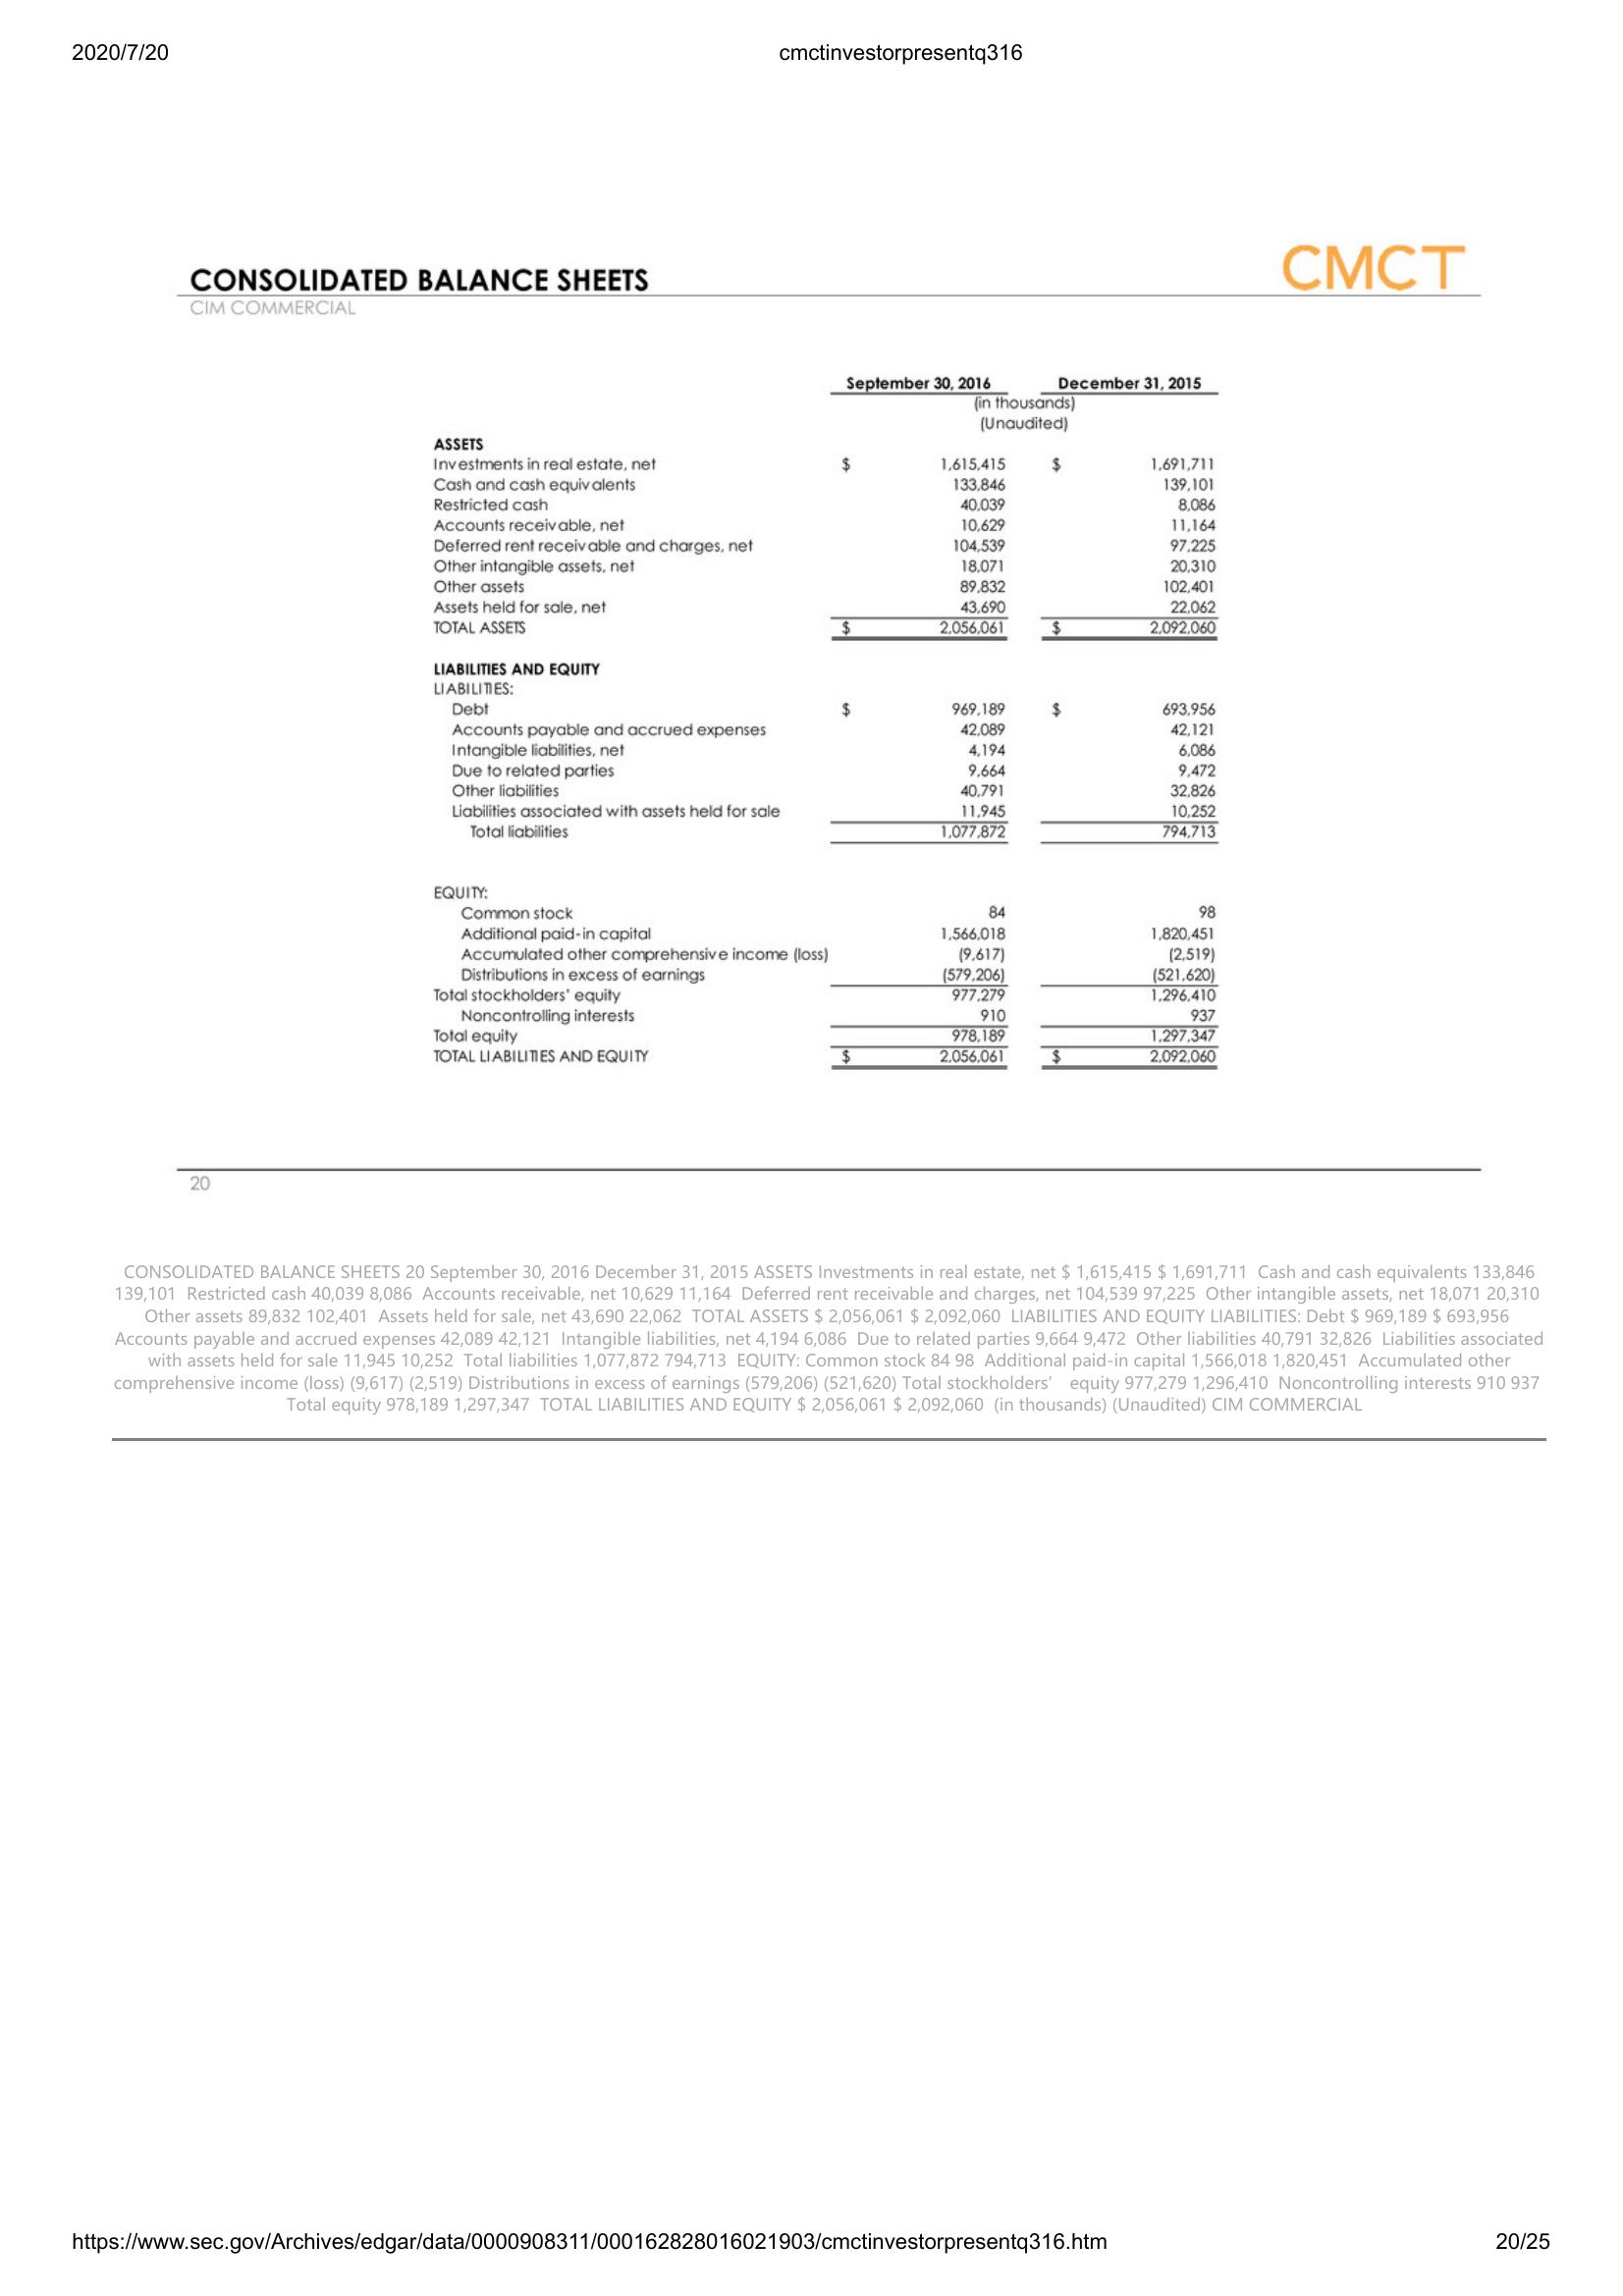 2020/7/20 cmctinvestorpresentq316
CONSOLIDATED BALANCE SHEETS CMCT
CIM COMMERCIAL
September 30, 2016 December 31, 2015
(in thousands)
(Unaudited)
ASSETS
Investments in real estate, net $ 1,615,415 $ 1,691,711
Cash and cash equivalents 133,846 139,101
Restricted cash 40,039 8,086
Accounts receivable, net 10,629 11,164
Deferred rent receivable and charges, net 104,539 97,225
Other intangible assets, net 18,071 20,310
Other assets 89,832 102,401
Assets held for sale, net 43,690 22,062
TOTAL ASSETS $ 2,056,061 $ 2,092,060
LIABILITIES AND EQUITY
LIABILITIES:
Debt $ 969,189 $ 693,956
Accounts payable and accrued expenses 42,089 42,121
Intangible liabilities, net 4,194 6,086
Due to related parties 9,664 9,472
Other liabilities 40,791 32,826
Liabilities associated with assets held for sale 11,945 10,252
Total liabilities 1,077,872 794,713
EQUITY:
Common stock 84 98
Additional paid-in capital 1,566,018 1,820,451
Accumulated other comprehensive income (loss) (9,617) (2,519)
Distributions in excess of earnings (579,206) (521,620)
Total stockholders' equity 977,279 1,296,410
Noncontrolling interests 910 937
Total equity 978,189 1,297,347
TOTAL LIABILITIES AND EQUITY $ 2,056,061 $ 2,092,060
20
CONSOLIDATED BALANCE SHEETS 20 September 30, 2016 December 31, 2015 ASSETS Investments in real estate, net $ 1,615,415 $ 1,691,711 Cash and cash equivalents 133,846
139,101 Restricted cash 40,039 8,086 Accounts receivable, net 10,629 11,164 Deferred rent receivable and charges, net 104,539 97,225 Other intangible assets, net 18,071 20,310
Other assets 89,832 102,401 Assets held for sale, net 43,690 22,062 TOTAL ASSETS $ 2,056,061 $ 2,092,060 LIABILITIES AND EQUITY LIABILITIES: Debt $ 969,189 $ 693,956
Accounts payable and accrued expenses 42,089 42,121 Intangible liabilities, net 4,194 6,086 Due to related parties 9,664 9,472 Other liabilities 40,791 32,826 Liabilities associated
with assets held for sale 11,945 10,252 Total liabilities 1,077,872 794,713 EQUITY: Common stock 84 98 Additional paid-in capital 1,566,018 1,820,451 Accumulated other
comprehensive income (loss) (9,617) (2,519) Distributions in excess of earnings (579,206) (521,620) Total stockholders' equity 977,279 1,296,410 Noncontrolling interests 910 937
Total equity 978,189 1,297,347 TOTAL LIABILITIES AND EQUITY $ 2,056,061 $ 2,092,060 (in thousands) (Unaudited) CIM COMMERCIAL
https://www.sec.gov/Archives/edgar/data/0000908311/000162828016021903/cmctinvestorpresentq316.htm 20/25